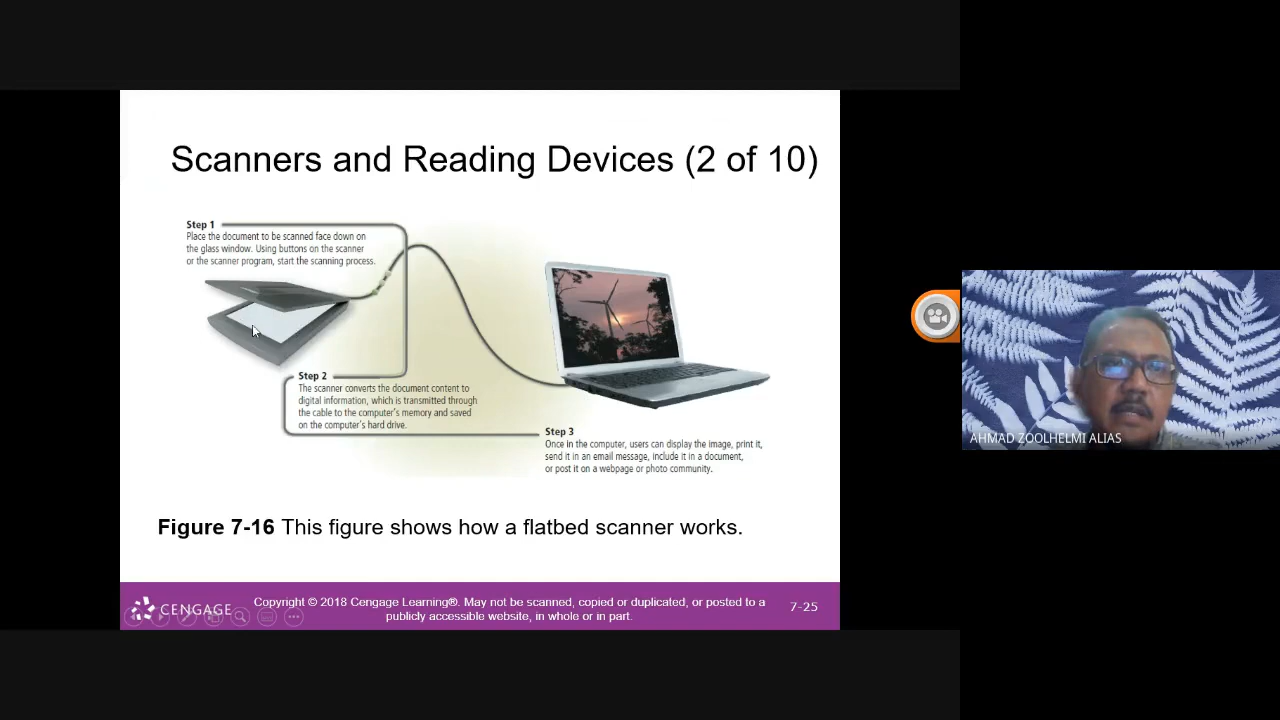 Scanners and Reading Devices (2 of 10)
Step 1
Place the document to be scanned face down on
the glass window. Using buttons on the scanner
or the scanner program, start the scanning process.
Step 2
The scanner converts the document content to
digital information, which is transmitted through
the cable to the computer's memory and saved
on the computer's hard drive.
Step 3
Once in the computer, users can display the image, print it,
send it in an email message, include it in a document,
or post it on a webpage or photo community.
Figure 7-16 This figure shows how a flatbed scanner works.
CENGAGE
Copyright © 2018 Cengage Learning®. May not be scanned, copied or duplicated, or posted to a
publicly accessible website, in whole or in part.
7-25
AHMAD ZOOLHELMI ALIAS